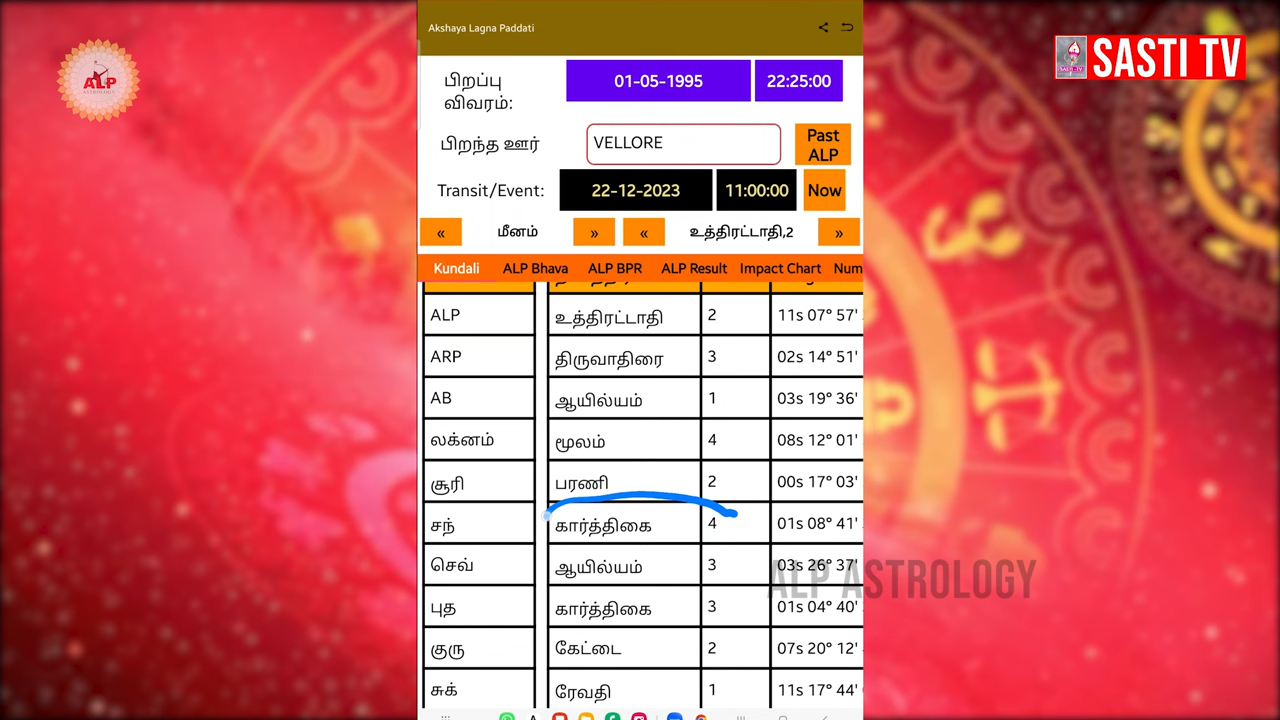 Akshaya Lagna Paddati
ALP
ASTROLOGY
SASTI TV
பிறப்பு விவரம்: 01-05-1995 22:25:00
பிறந்த ஊர் VELLORE Past ALP
Transit/Event: 22-12-2023 11:00:00 Now
« மீனம் » « உத்திரட்டாதி,2 »
Kundali ALP Bhava ALP BPR ALP Result Impact Chart Num
ALP உத்திரட்டாதி 2 11s 07° 57'
ARP திருவாதிரை 3 02s 14° 51'
AB ஆயில்யம் 1 03s 19° 36'
லக்னம் மூலம் 4 08s 12° 01'
சூரி பரணி 2 00s 17° 03'
சந் கார்த்திகை 4 01s 08° 41'
செவ் ஆயில்யம் 3 03s 26° 37'
புத கார்த்திகை 3 01s 04° 40'
குரு கேட்டை 2 07s 20° 12'
சுக் ரேவதி 1 11s 17° 44'
ALP ASTROLOGY